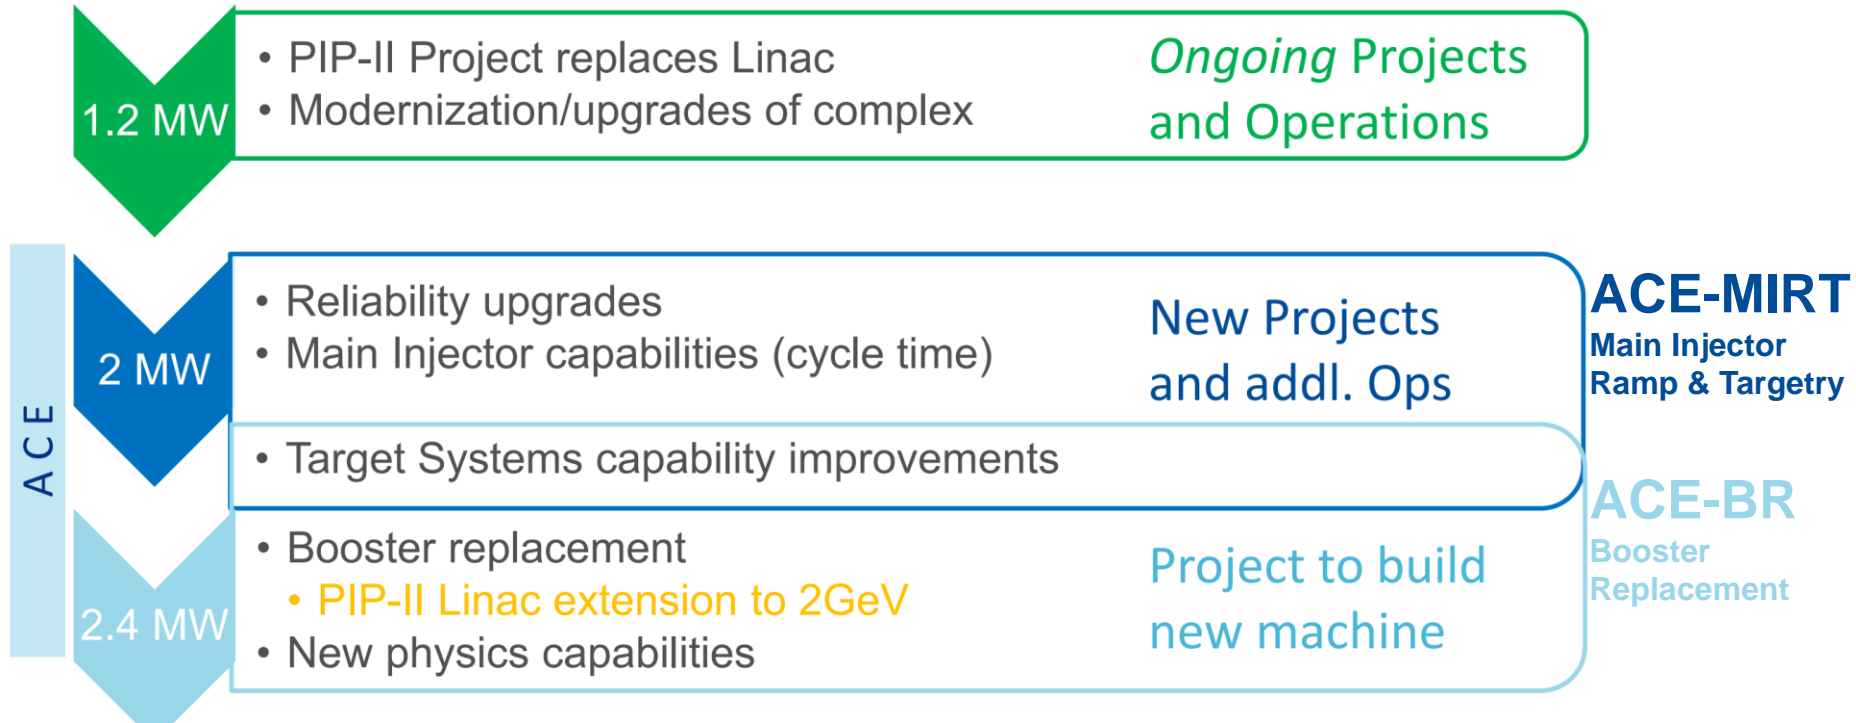 1.2 MW
• PIP-II Project replaces Linac
• Modernization/upgrades of complex
Ongoing Projects
and Operations
ACE
2 MW
• Reliability upgrades
• Main Injector capabilities (cycle time)
New Projects
and addl. Ops
ACE-MIRT
Main Injector
Ramp & Targetry
• Target Systems capability improvements
2.4 MW
• Booster replacement
• PIP-II Linac extension to 2GeV
• New physics capabilities
Project to build
new machine
ACE-BR
Booster
Replacement